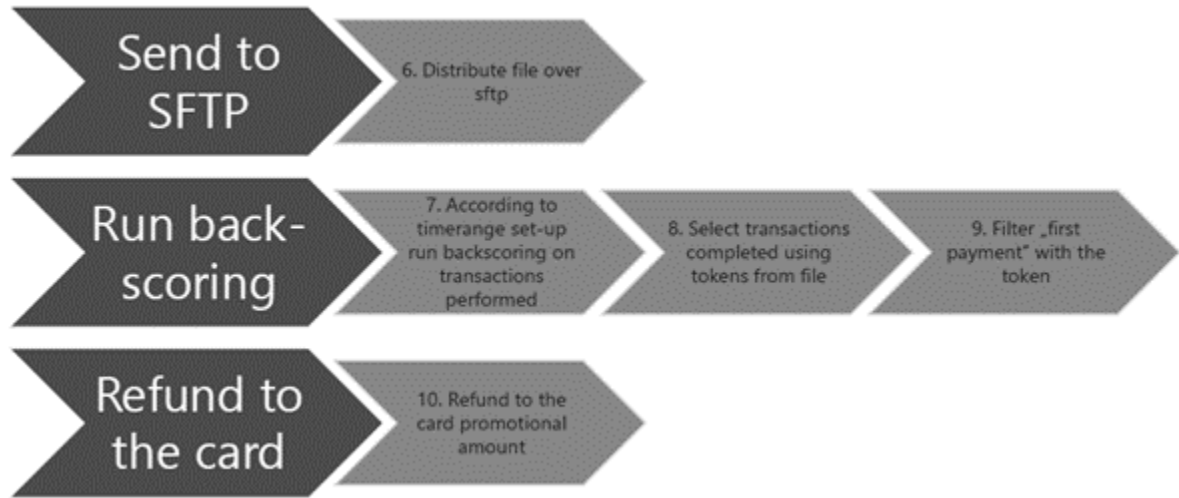 Send to
SFTP
6. Distribute file over
sftp
Run back-
scoring
7. According to
timerange set-up
run backscoring on
transactions
performed
8. Select transactions
completed using
tokens from file
9. Filter „first
payment” with the
token
Refund to
the card
10. Refund to the
card promotional
amount